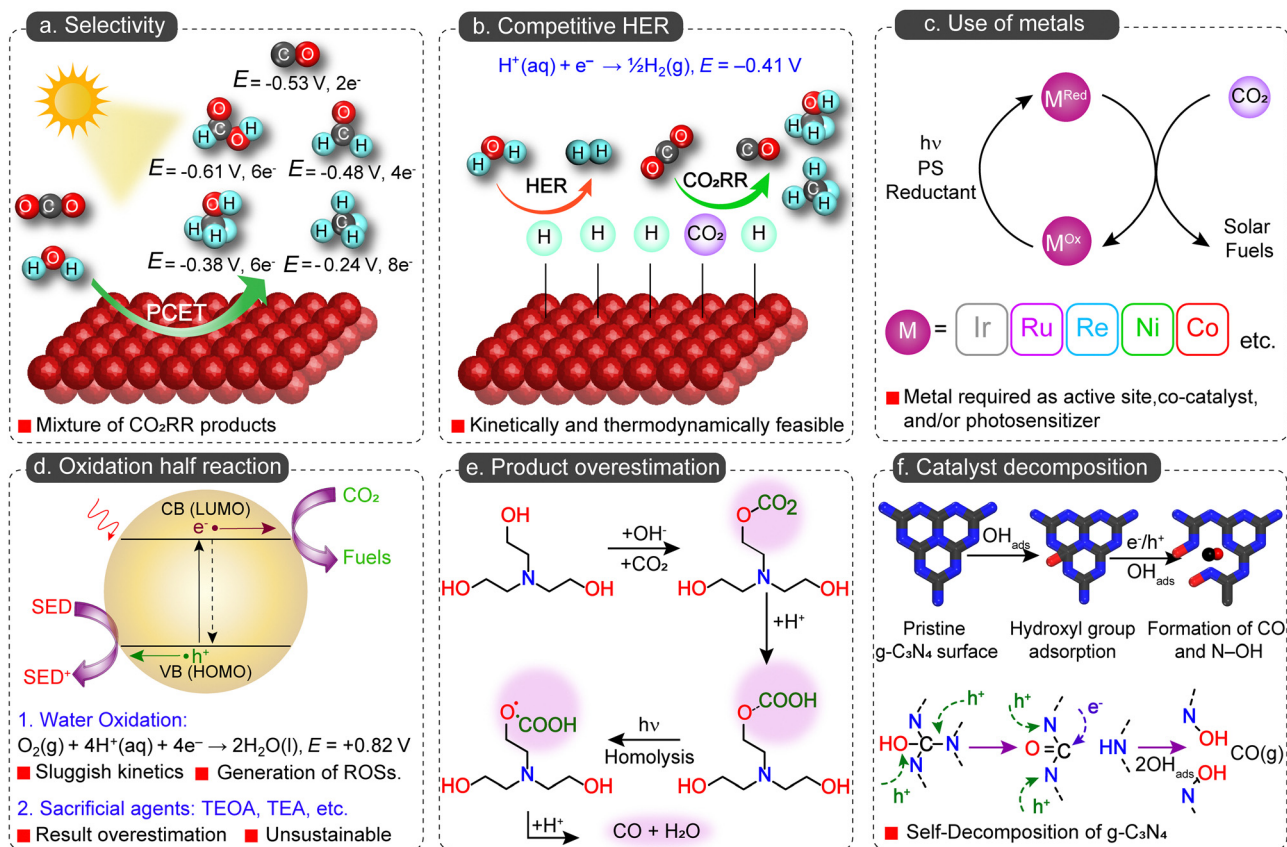 a. Selectivity
C O
E = -0.53 V, 2e⁻
O
H C O H
O
C
H H
E = -0.61 V, 6e⁻
E = -0.48 V, 4e⁻
O C O
OH
C
H H
C
E = -0.38 V, 6e⁻
E = -0.24 V, 8e⁻
H O H
PCET
■ Mixture of CO₂RR products
b. Competitive HER
H⁺(aq) + e⁻ → ½H₂(g), E = –0.41 V
OH
H O H
H H
O C O
C O
C
HER
CO₂RR
H H H CO₂ H
■ Kinetically and thermodynamically feasible
c. Use of metals
M^Red
CO₂
hν
PS
Reductant
M^Ox
Solar
Fuels
M = Ir Ru Re Ni Co etc.
■ Metal required as active site,co-catalyst,
and/or photosensitizer
d. Oxidation half reaction
CB (LUMO)
e⁻
CO₂
Fuels
SED
h⁺
SED⁺
VB (HOMO)
1. Water Oxidation:
O₂(g) + 4H⁺(aq) + 4e⁻ → 2H₂O(l), E = +0.82 V
■ Sluggish kinetics ■ Generation of ROSs.
2. Sacrificial agents: TEOA, TEA, etc.
■ Result overestimation ■ Unsustainable
e. Product overestimation
OH
N
HO OH
+OH⁻
+CO₂
CO₂
O
N
HO OH
+H⁺
COOH
O
N
HO OH
hν
Homolysis
O•
•COOH
N
HO OH
+H⁺
CO + H₂O
f. Catalyst decomposition
OH_ads
e⁻/h⁺
OH_ads
Pristine
g-C₃N₄ surface
Hydroxyl group
adsorption
Formation of CO
and N–OH
h⁺
N
HO C N
N
h⁺
h⁺
N
e⁻
O=C
N
h⁺
HN
2OH_ads
N
OH
OH
N
CO(g)
■ Self-Decomposition of g-C₃N₄